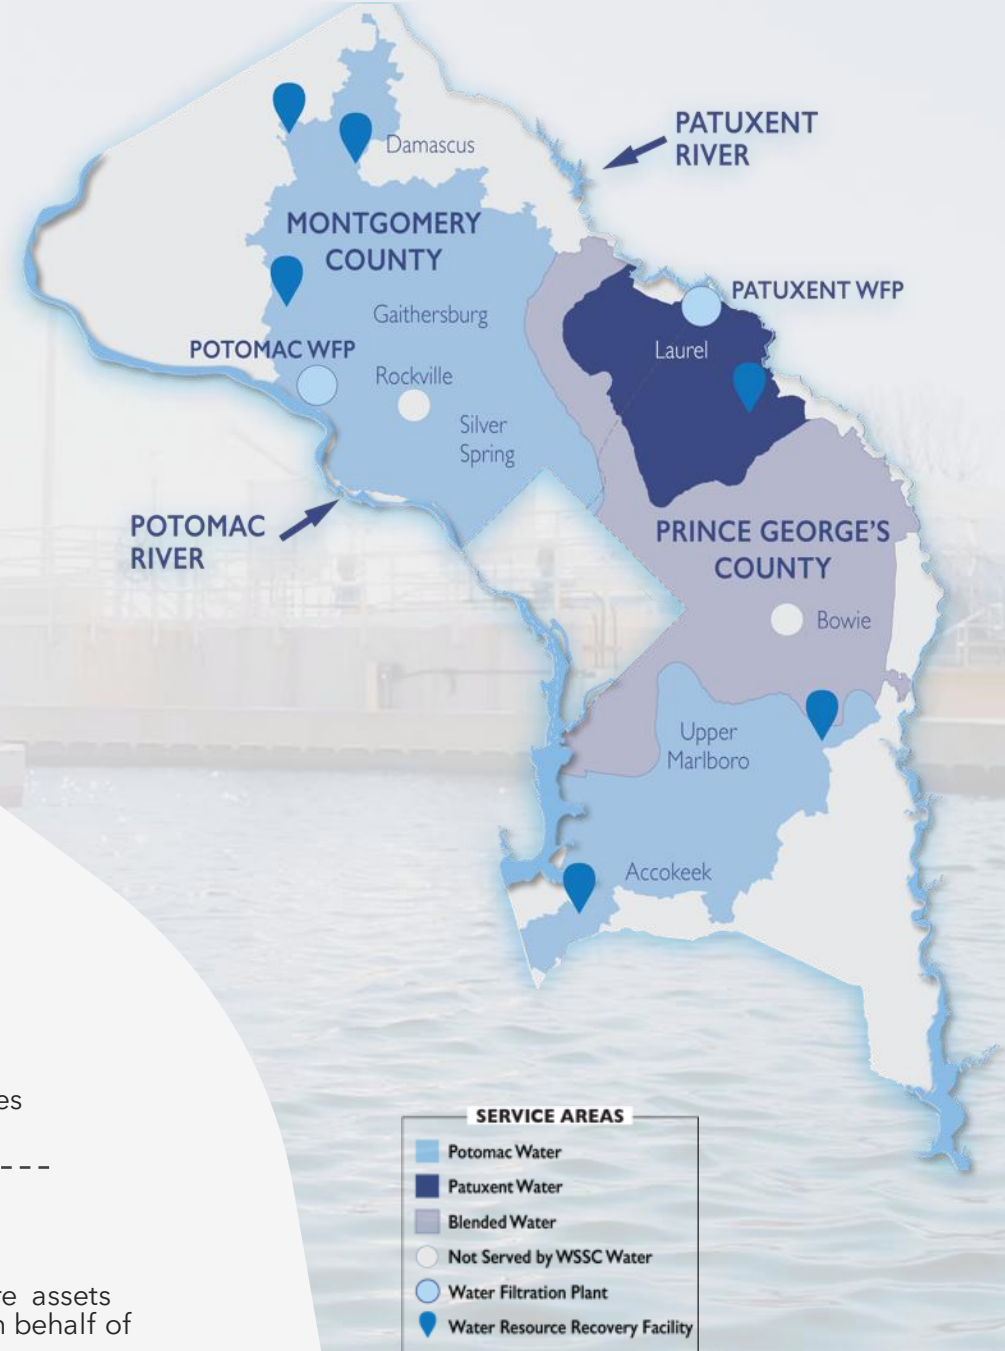 PATUXENT
RIVER
Damascus
MONTGOMERY
COUNTY
PATUXENT WFP
Gaithersburg
POTOMAC WFP
Laurel
Rockville
Silver
Spring
POTOMAC
RIVER
PRINCE GEORGE'S
COUNTY
Bowie
Upper
Marlboro
Accokeek
es
SERVICE AREAS
Potomac Water
Patuxent Water
Blended Water
Not Served by WSSC Water
Water Filtration Plant
Water Resource Recovery Facility
re assets
behalf of